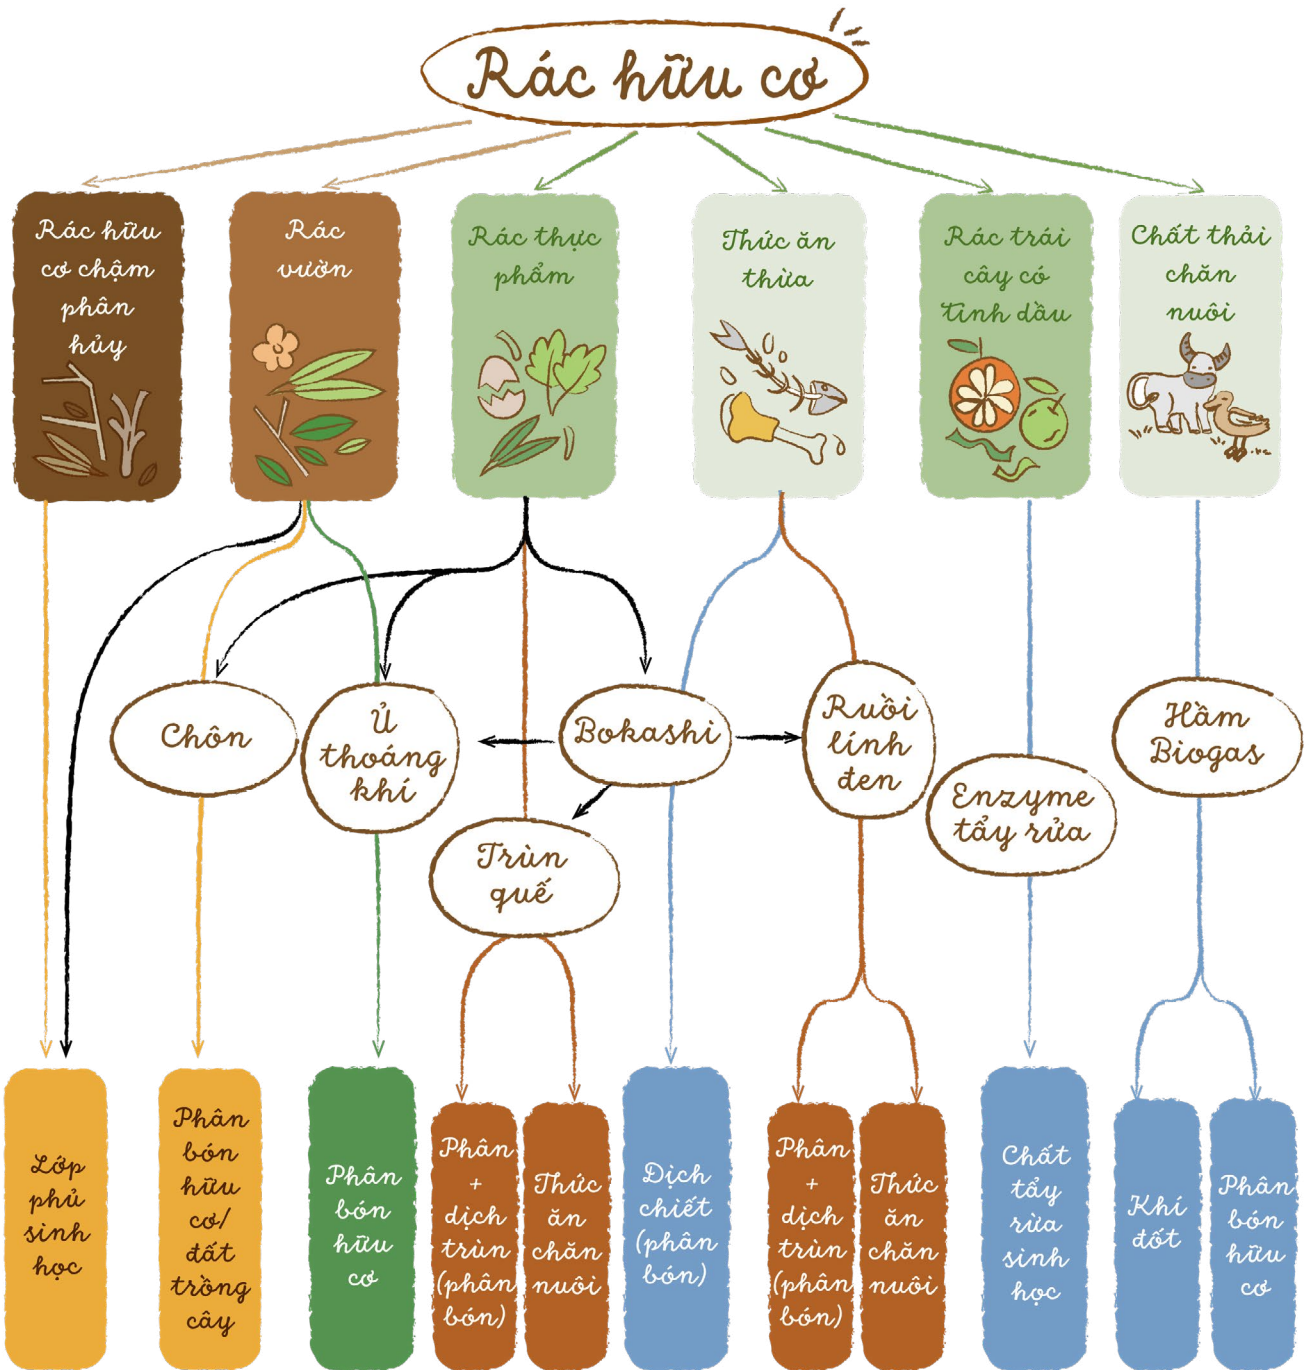 Rác hữu cơ
Rác hữu
cơ chậm
phân
hủy
Rác
vườn
Rác thực
phẩm
Thức ăn
thừa
Rác trái
cây có
tinh dầu
Chất thải
chăn
nuôi
Chôn
Ủ
thoáng
khí
Bokashi
Ruồi
lính
đen
Hầm
Biogas
Enzyme
tẩy rửa
Trùn
quế
Lớp
phủ
sinh
học
Phân
bón
hữu
cơ/
đất
trồng
cây
Phân
bón
hữu
cơ
Phân
+
dịch
trùn
(phân
bón)
Thức
ăn
chăn
nuôi
Dịch
chiết
(phân
bón)
Phân
+
dịch
trùn
(phân
bón)
Thức
ăn
chăn
nuôi
Chất
tẩy
rửa
sinh
học
Khí
đốt
Phân
bón
hữu
cơ